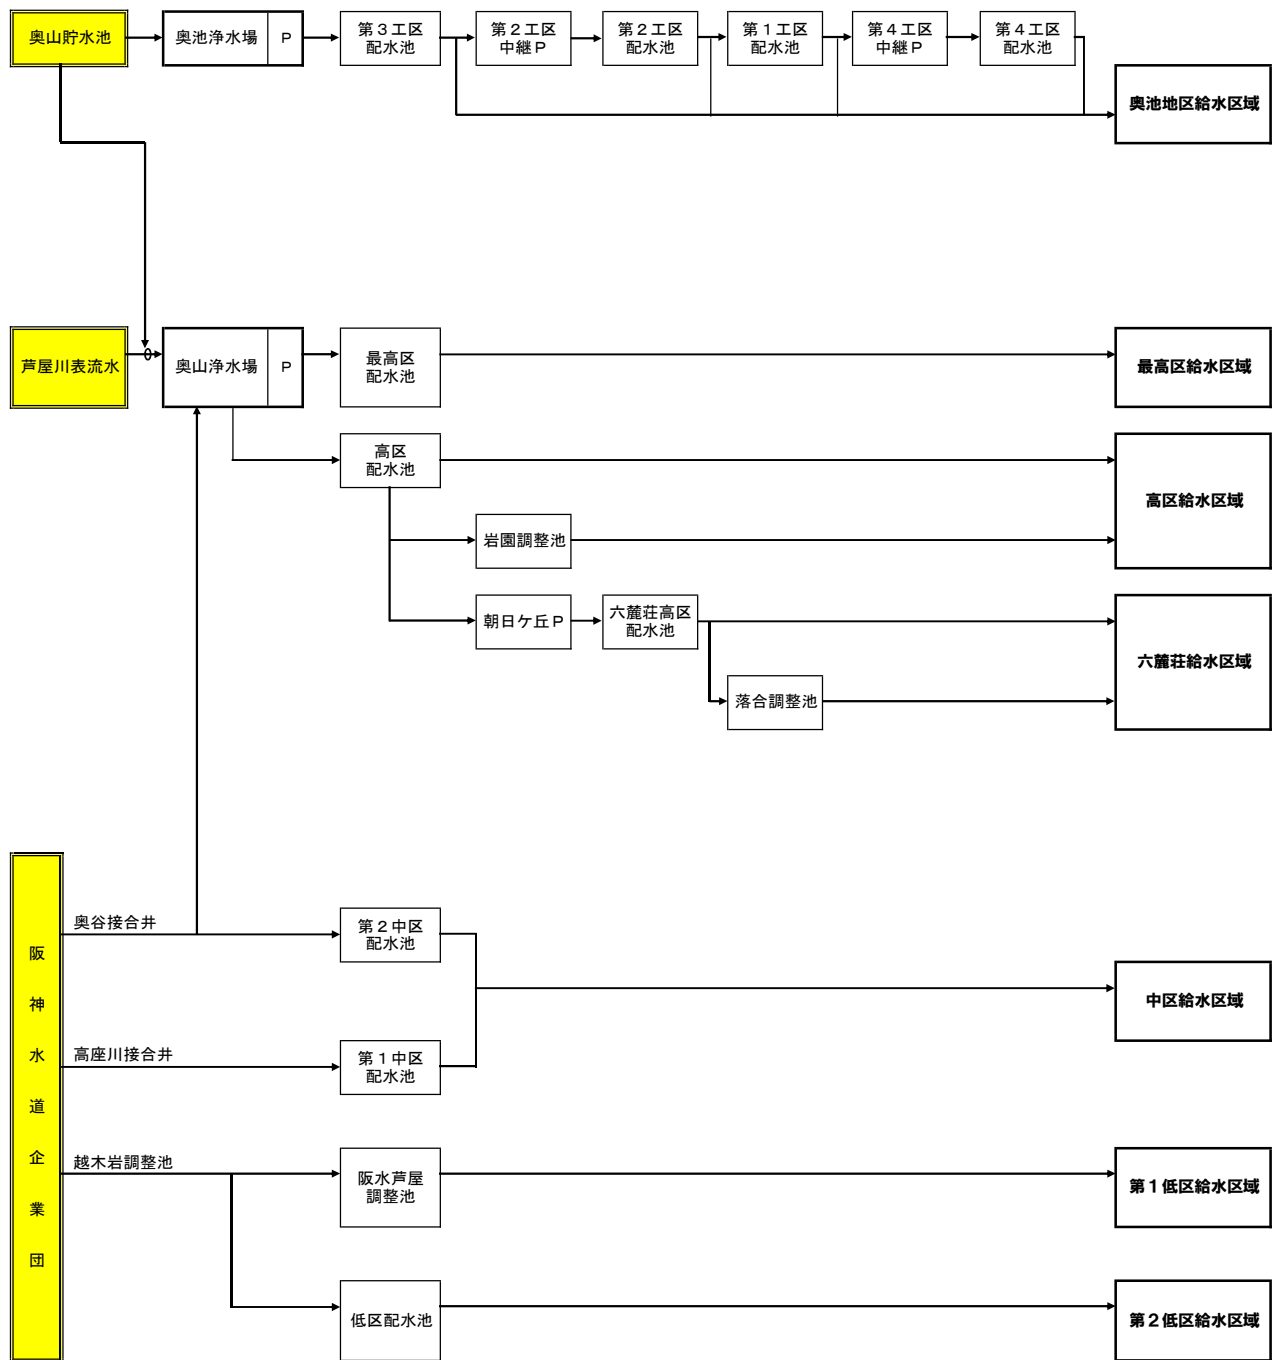 奥山貯水池
奥池浄水場
P
第3工区
配水池
第2工区
中継P
第2工区
配水池
第1工区
配水池
第4工区
中継P
第4工区
配水池
奥池地区給水区域
芦屋川表流水
奥山浄水場
P
最高区
配水池
最高区給水区域
高区
配水池
高区給水区域
岩園調整池
朝日ケ丘P
六麓荘高区
配水池
六麓荘給水区域
落合調整池
阪神水道企業団
奥谷接合井
第2中区
配水池
中区給水区域
高座川接合井
第1中区
配水池
越木岩調整池
阪水芦屋
調整池
第1低区給水区域
低区配水池
第2低区給水区域